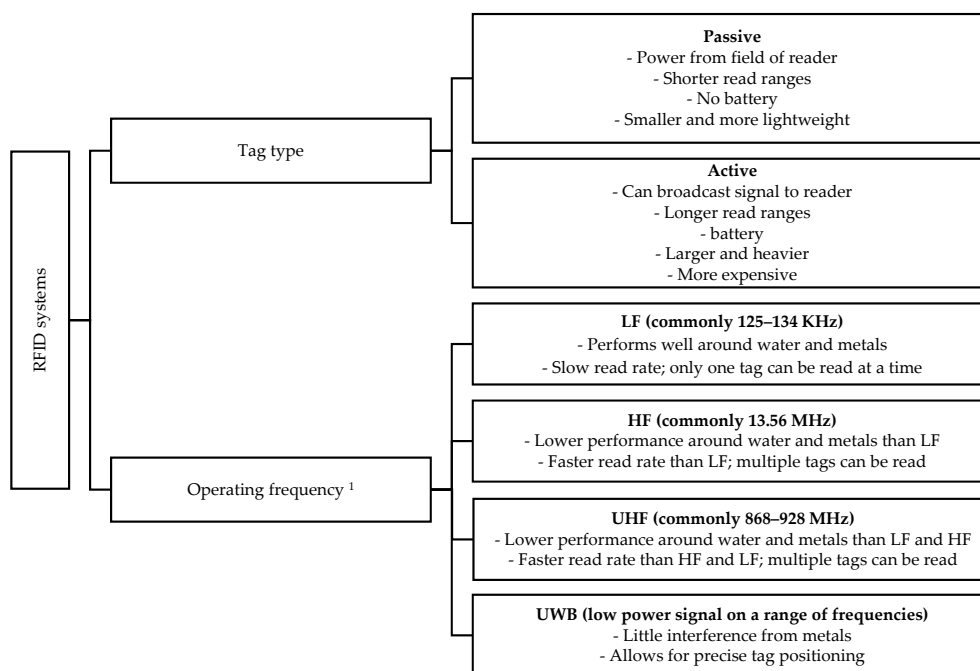 RFID systems
Tag type
Passive
- Power from field of reader
- Shorter read ranges
- No battery
- Smaller and more lightweight
Active
- Can broadcast signal to reader
- Longer read ranges
- battery
- Larger and heavier
- More expensive
Operating frequency ¹
LF (commonly 125–134 KHz)
- Performs well around water and metals
- Slow read rate; only one tag can be read at a time
HF (commonly 13.56 MHz)
- Lower performance around water and metals than LF
- Faster read rate than LF; multiple tags can be read
UHF (commonly 868–928 MHz)
- Lower performance around water and metals than LF and HF
- Faster read rate than HF and LF; multiple tags can be read
UWB (low power signal on a range of frequencies)
- Little interference from metals
- Allows for precise tag positioning